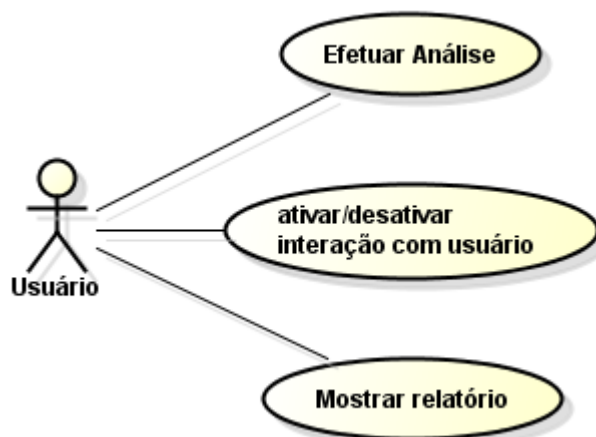 Efetuar Análise
ativar/desativar
interação com usuário
Usuário
Mostrar relatório